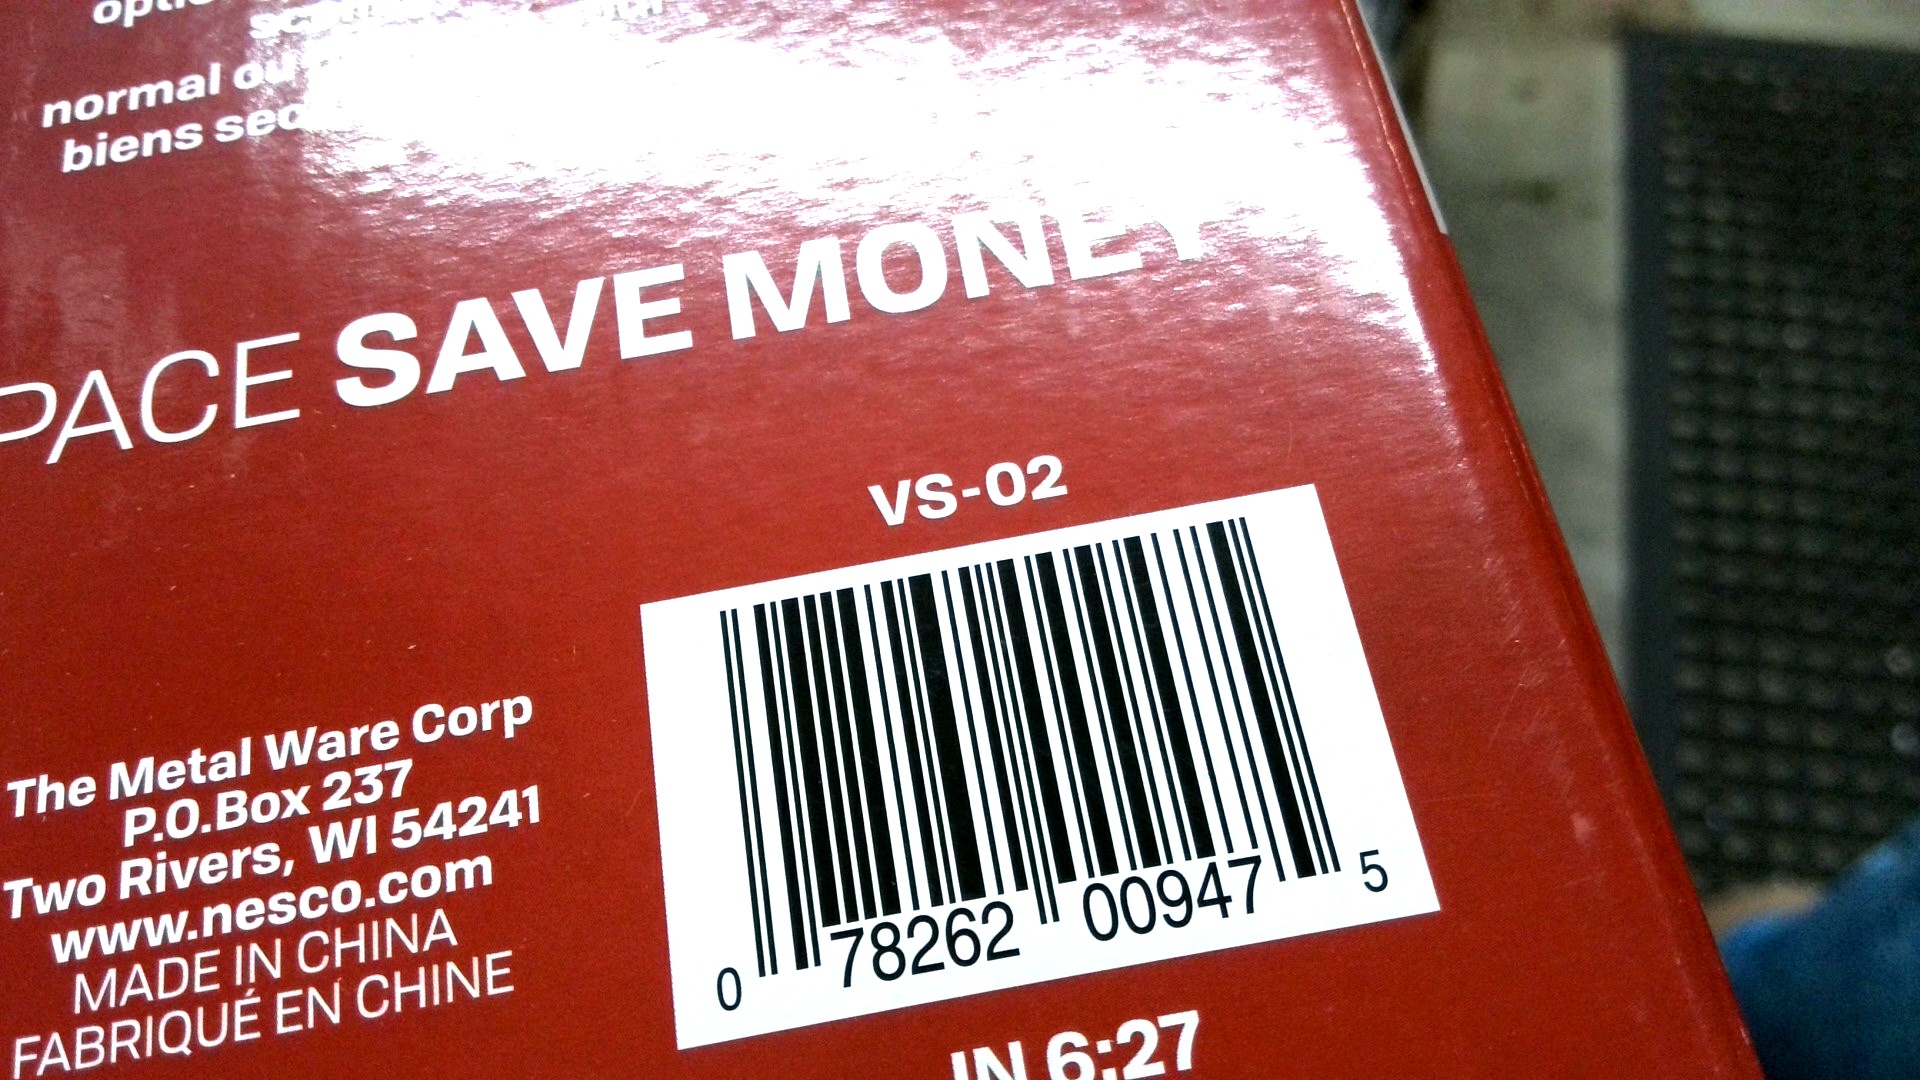 normal ou
biens
PACE SAVE MONEY
VS-02
0 78262 00947 5
The Metal Ware Corp
P.O.Box 237
Two Rivers, WI 54241
www.nesco.com
MADE IN CHINA
FABRIQUÉ EN CHINE
IN 6:27